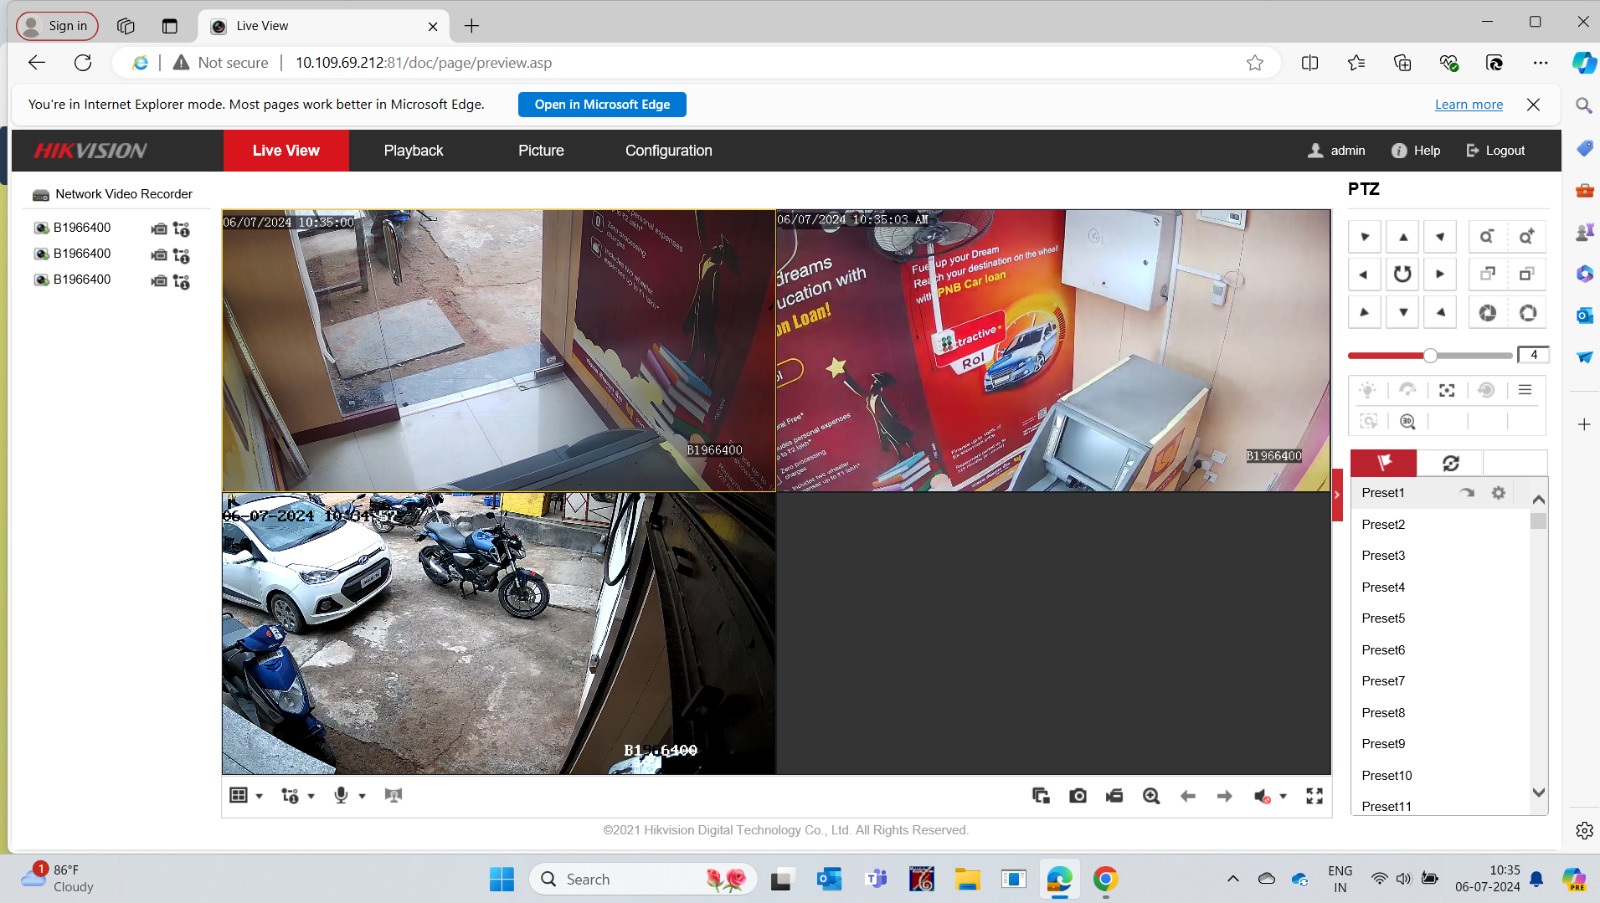 Sign in
Live View
Not secure
10.109.69.212:81/doc/page/preview.asp
You're in Internet Explorer mode. Most pages work better in Microsoft Edge.
Open in Microsoft Edge
Learn more
HIKVISION
Live View
Playback
Picture
Configuration
admin
Help
Logout
Network Video Recorder
B1966400
B1966400
B1966400
06/07/2024 10:35:00
B1966400
06/07/2024 10:35:03 AM
dreams
ucation with
on Loan!
Fuel up your Dream
Reach your destination on the wheel
with PNB Car loan
ttractive*
RoI
B1966400
06-07-2024
6400
PTZ
4
Preset1
Preset2
Preset3
Preset4
Preset5
Preset6
Preset7
Preset8
Preset9
Preset10
Preset11
©2021 Hikvision Digital Technology Co., Ltd. All Rights Reserved.
1
86°F
Cloudy
Search
ENG
IN
10:35
06-07-2024
PRE